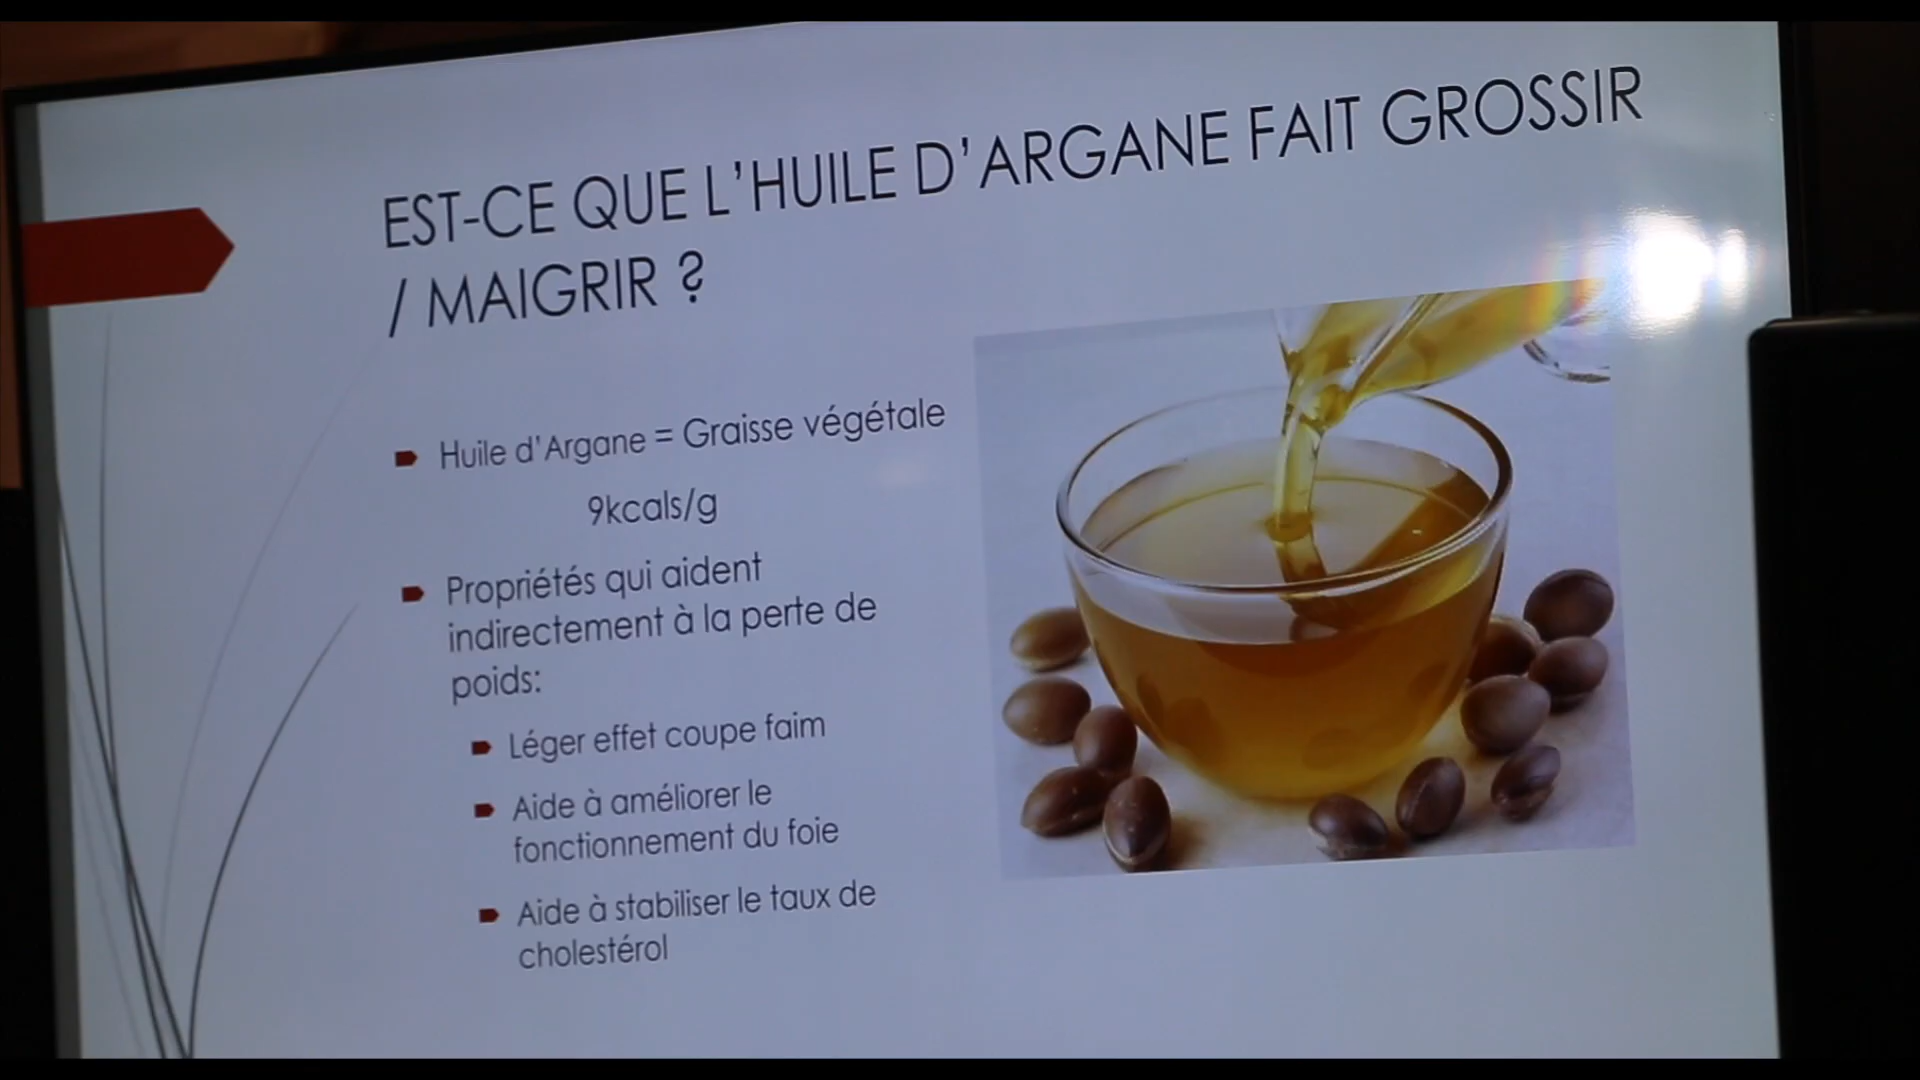 EST-CE QUE L'HUILE D'ARGANE FAIT GROSSIR
/ MAIGRIR ?
Huile d'Argane = Graisse végétale
9kcals/g
Propriétés qui aident
indirectement à la perte de
poids:
Léger effet coupe faim
Aide à améliorer le
fonctionnement du foie
Aide à stabiliser le taux de
cholestérol